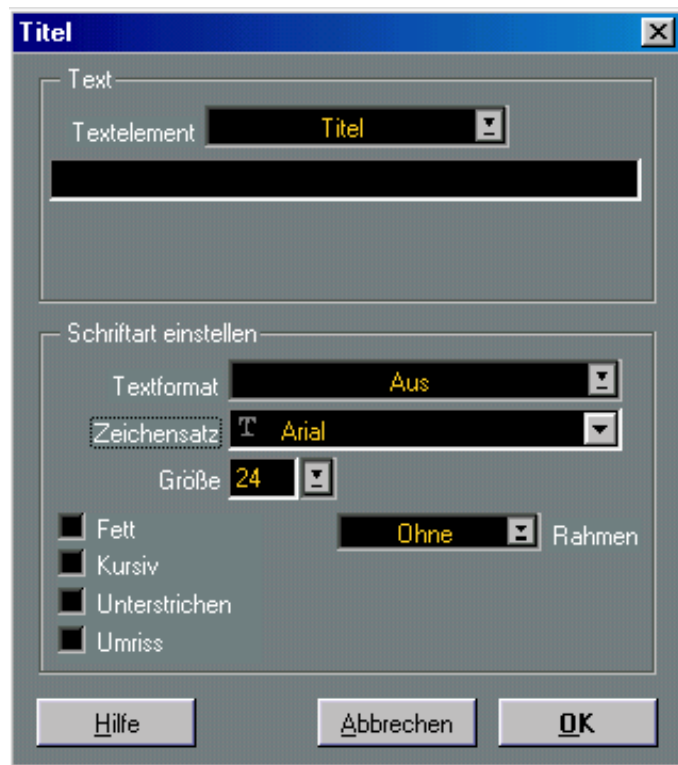 Titel
Text
Textelement Titel
Schriftart einstellen
Textformat Aus
Zeichensatz T Arial
Größe 24
Fett
Ohne Rahmen
Kursiv
Unterstrichen
Umriss
Hilfe Abbrechen OK